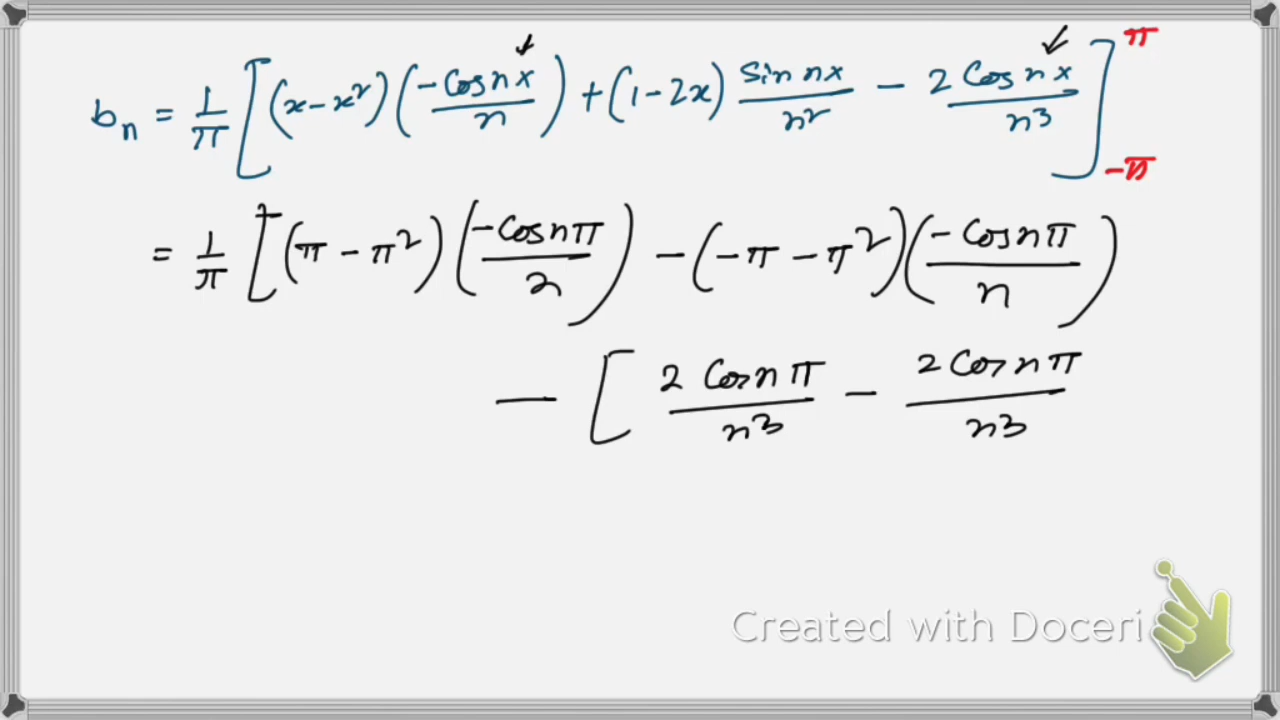 bₙ = 1/π [ (x-x²) (-Cos nx / n) + (1-2x) Sin nx / n² - 2 Cos nx / n³ ] π -π
= 1/π [ (π - π²) (-Cos nπ / n) - (-π - π²) (-Cos nπ / n)
- [ 2 Cos nπ / n³ - 2 Cos nπ / n³
Created with Doceri